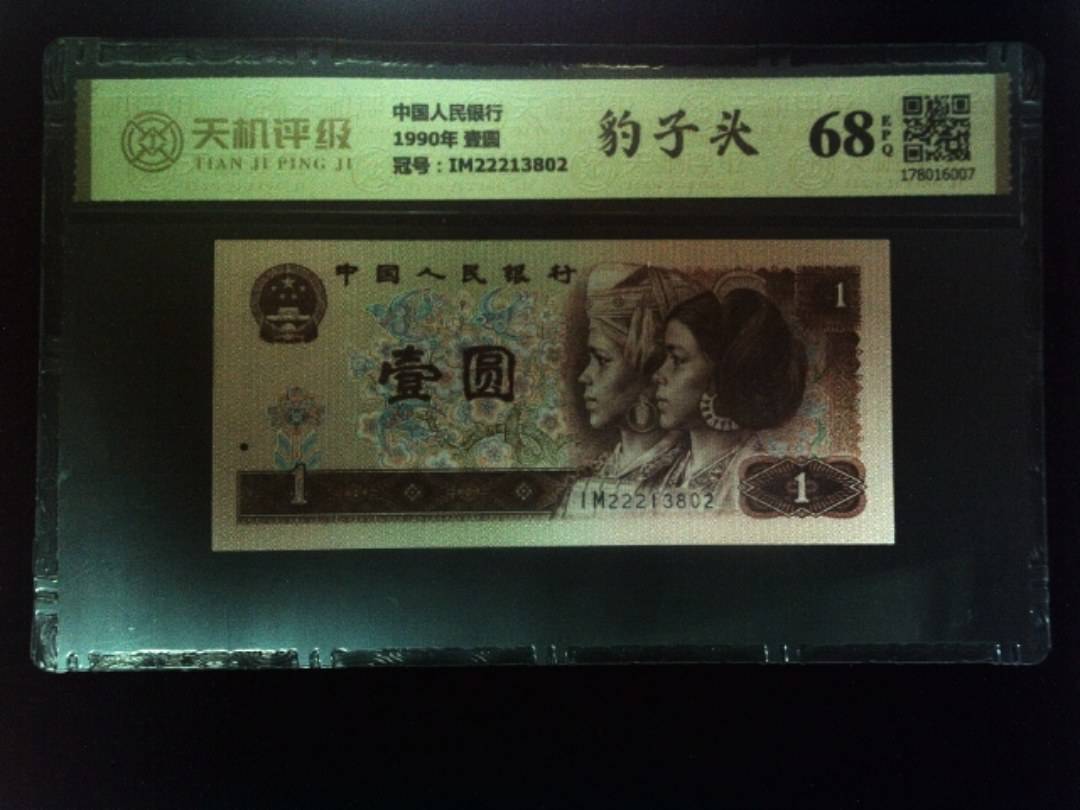 天机评级
TIAN JI PING JI
中国人民银行
1990年 壹圆
冠号：IM22213802
豹子头
68 EPQ
178016007
中国人民银行
1
壹圆
1
IM22213802
1